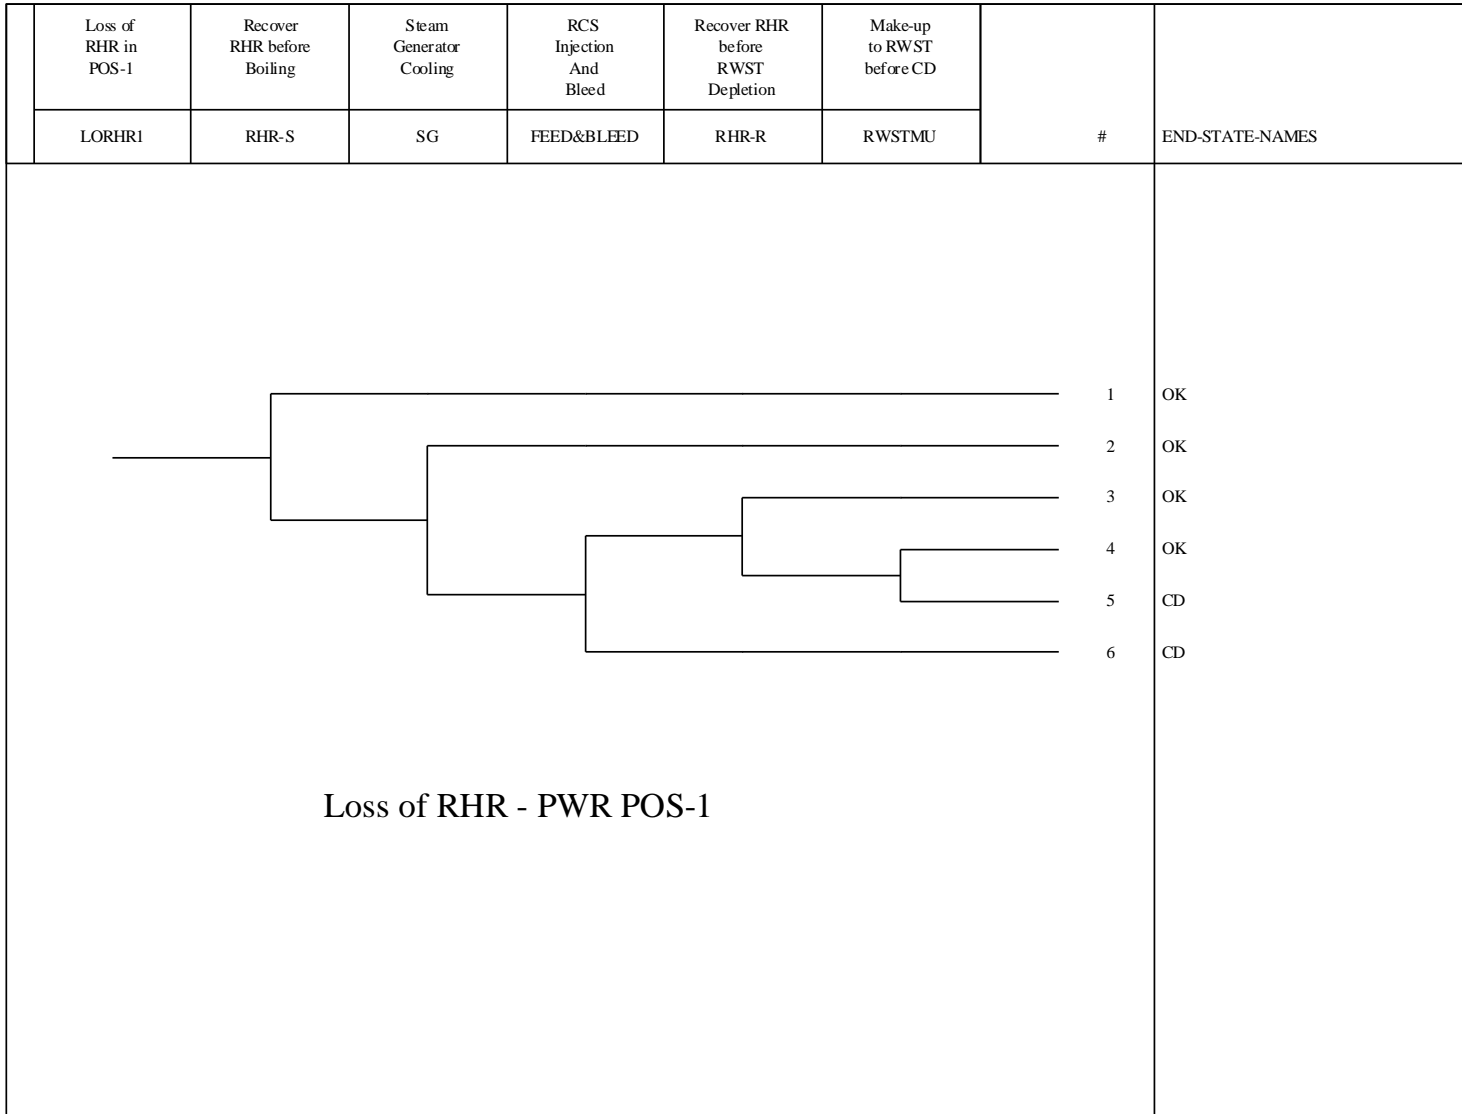 Loss of
RHR in
POS-1
Recover
RHR before
Boiling
Steam
Generator
Cooling
RCS
Injection
And
Bleed
Recover RHR
before
RWST
Depletion
Make-up
to RWST
before CD
LORHR1
RHR-S
SG
FEED&BLEED
RHR-R
RWSTMU
#
END-STATE-NAMES
1 OK
2 OK
3 OK
4 OK
5 CD
6 CD
Loss of RHR - PWR POS-1